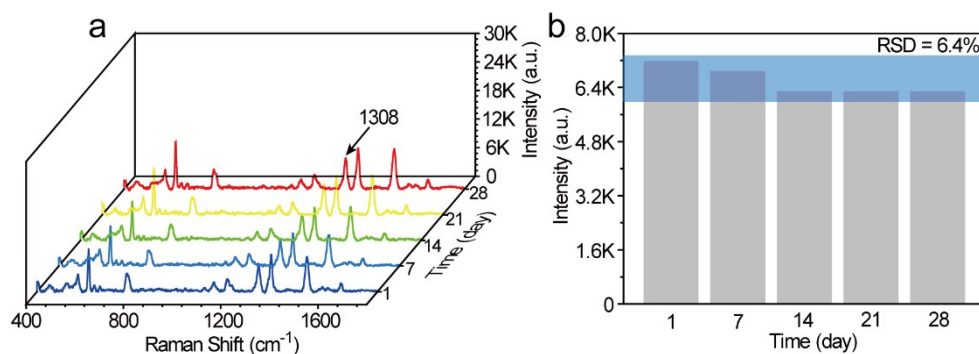 a
30K
24K
18K
12K
6K
0
Intensity (a.u.)
1308
28
21
14
7
1
Time (day)
400
800
1200
1600
Raman Shift (cm⁻¹)
b
RSD = 6.4%
8.0K
6.4K
4.8K
3.2K
1.6K
0
Intensity (a.u.)
1
7
14
21
28
Time (day)